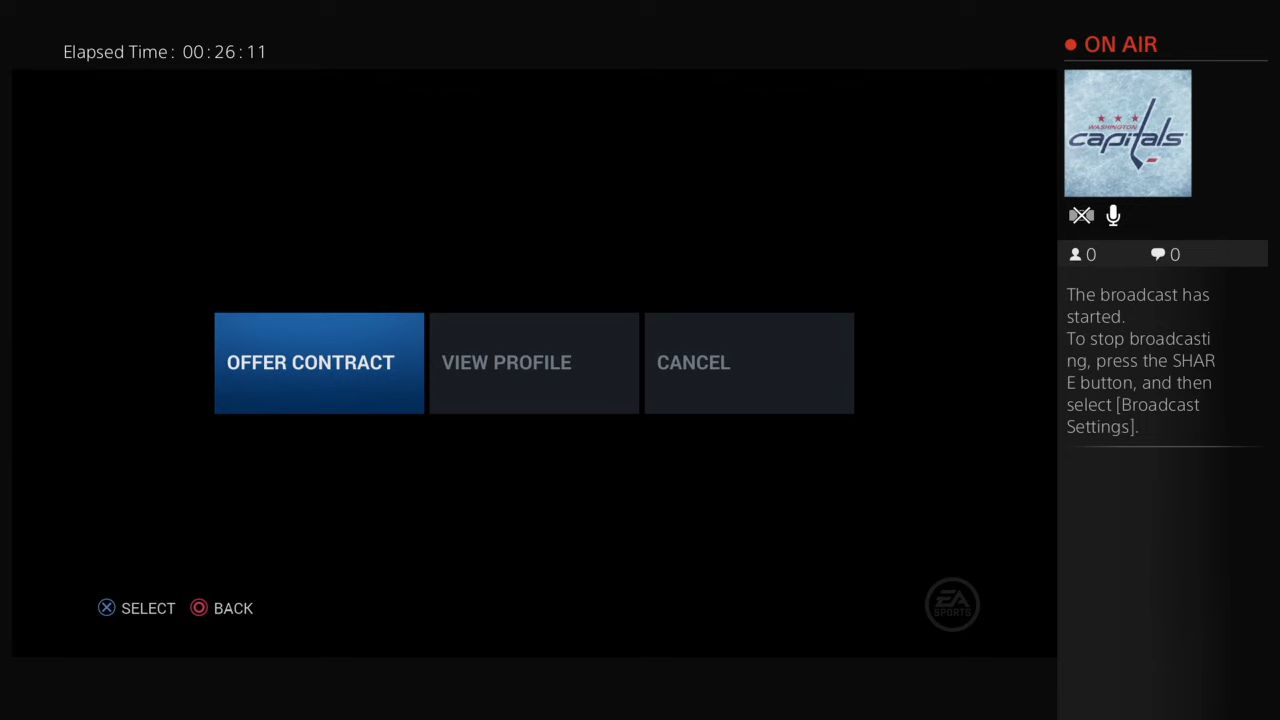 Elapsed Time: 00:26:11
ON AIR
WASHINGTON
capitals
0
0
The broadcast has
started.
To stop broadcasti
ng, press the SHAR
E button, and then
select [Broadcast
Settings].
OFFER CONTRACT
VIEW PROFILE
CANCEL
SELECT
BACK
EA
SPORTS